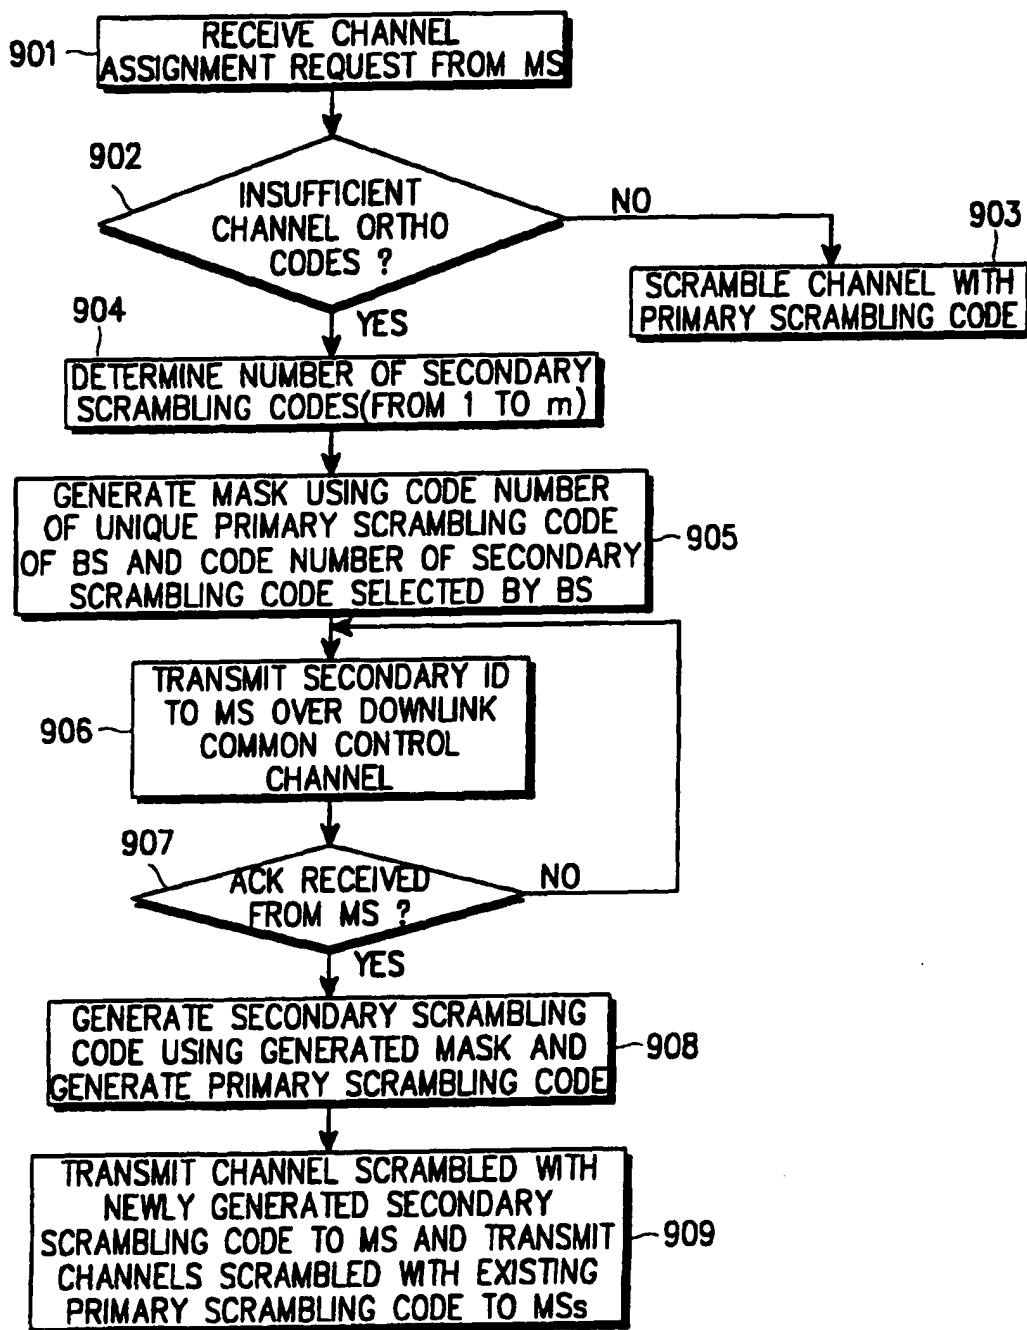 901
RECEIVE CHANNEL
ASSIGNMENT REQUEST FROM MS
902
INSUFFICIENT
CHANNEL ORTHO
CODES ?
NO
903
SCRAMBLE CHANNEL WITH
PRIMARY SCRAMBLING CODE
YES
904
DETERMINE NUMBER OF SECONDARY
SCRAMBLING CODES(FROM 1 TO m)
GENERATE MASK USING CODE NUMBER
OF UNIQUE PRIMARY SCRAMBLING CODE
OF BS AND CODE NUMBER OF SECONDARY
SCRAMBLING CODE SELECTED BY BS
905
TRANSMIT SECONDARY ID
TO MS OVER DOWNLINK
COMMON CONTROL
CHANNEL
906
907
ACK RECEIVED
FROM MS ?
NO
YES
GENERATE SECONDARY SCRAMBLING
CODE USING GENERATED MASK AND
GENERATE PRIMARY SCRAMBLING CODE
908
TRANSMIT CHANNEL SCRAMBLED WITH
NEWLY GENERATED SECONDARY
SCRAMBLING CODE TO MS AND TRANSMIT
CHANNELS SCRAMBLED WITH EXISTING
PRIMARY SCRAMBLING CODE TO MSs
909